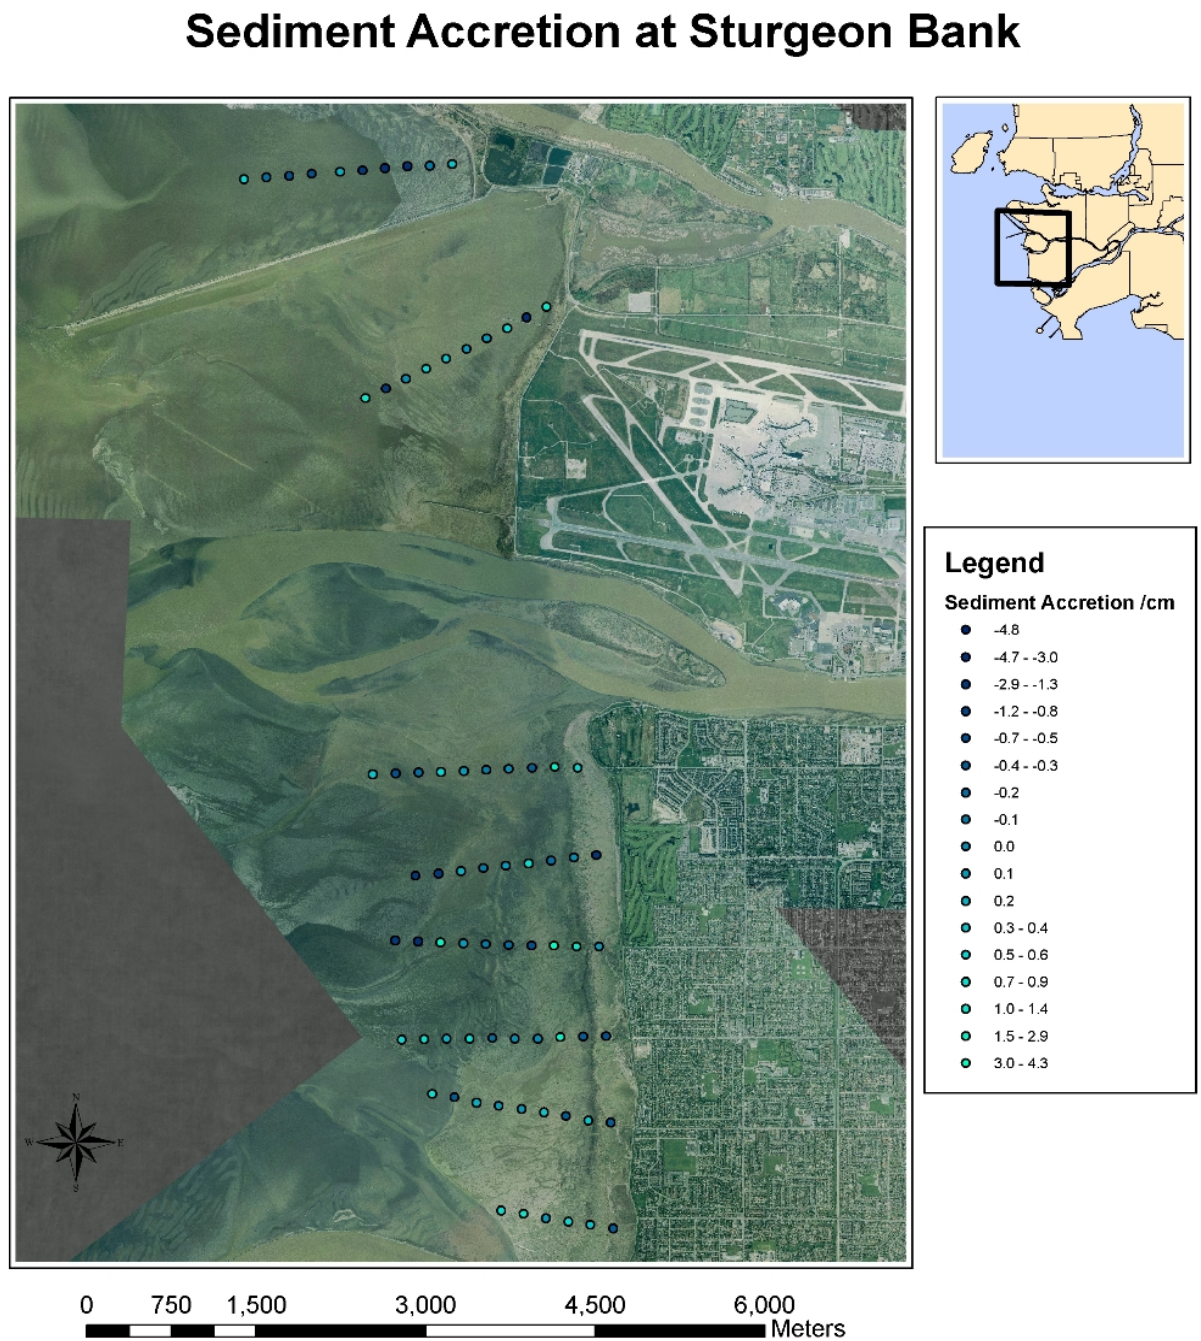 Sediment Accretion at Sturgeon Bank
Legend
Sediment Accretion /cm
-4.8
-4.7 - -3.0
-2.9 - -1.3
-1.2 - -0.8
-0.7 - -0.5
-0.4 - -0.3
-0.2
-0.1
0.0
0.1
0.2
0.3 - 0.4
0.5 - 0.6
0.7 - 0.9
1.0 - 1.4
1.5 - 2.9
3.0 - 4.3
N
W E
S
0 750 1,500 3,000 4,500 6,000
Meters